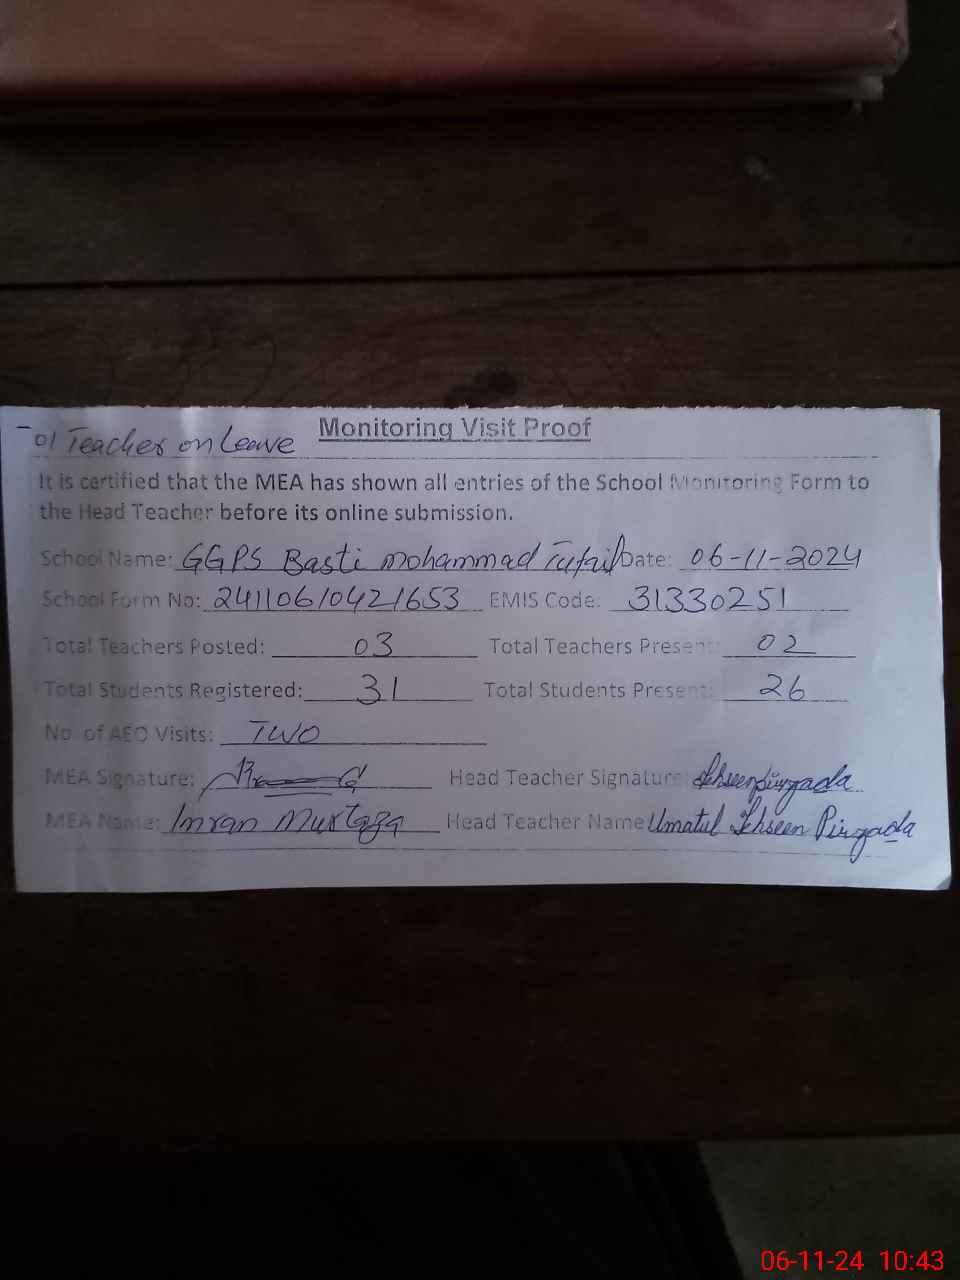 Monitoring Visit Proof
- 01 Teacher on Leave
It is certified that the MEA has shown all entries of the School Monitoring Form to
the Head Teacher before its online submission.
School Name: GGPS Basti Mohammad Tufail Date: 06-11-2024
School Form No: 24110610421653 EMIS Code: 31330251
Total Teachers Posted: 03 Total Teachers Present: 02
Total Students Registered: 31 Total Students Present: 26
No of AEO Visits: TWO
MEA Signature: Head Teacher Signature
MEA Name: Imran Murtaza Head Teacher Name Umatul Ehseen Pirzada
06-11-24 10:43